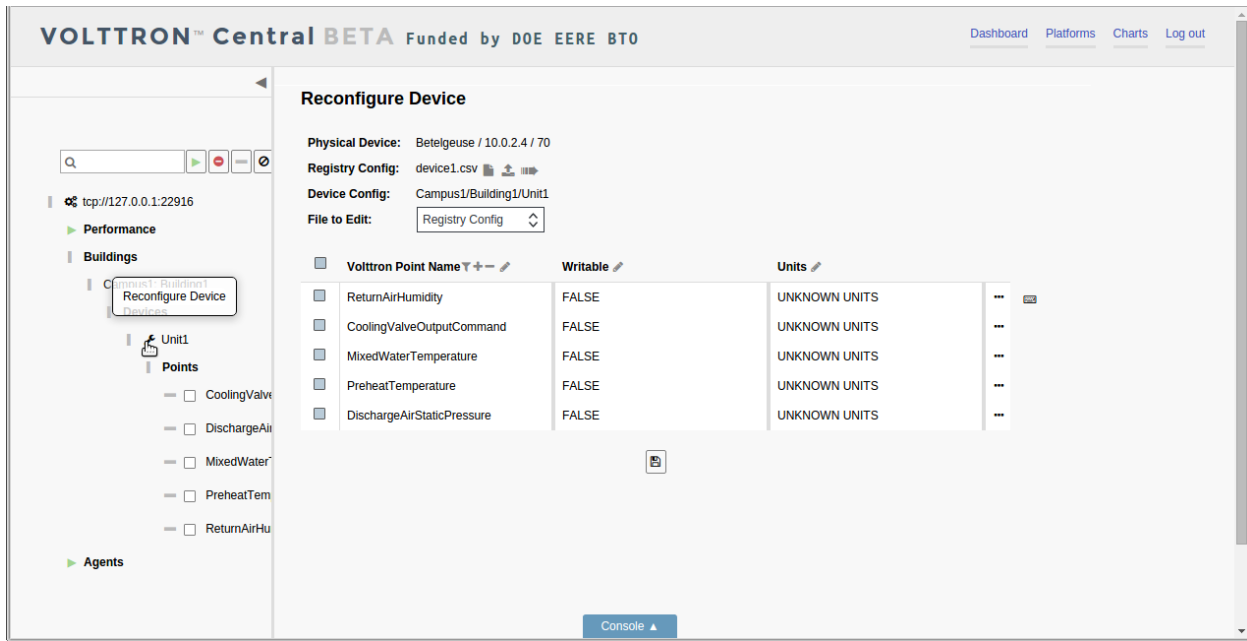 VOLTTRON™ Central BETA Funded by DOE EERE BTO
Dashboard Platforms Charts Log out
tcp://127.0.0.1:22916
Performance
Buildings
Campus1: Building1
Reconfigure Device
Devices
Unit1
Points
CoolingValve
DischargeAir
MixedWaterT
PreheatTem
ReturnAirHu
Agents
Reconfigure Device
Physical Device: Betelgeuse / 10.0.2.4 / 70
Registry Config: device1.csv
Device Config: Campus1/Building1/Unit1
File to Edit: Registry Config
Volttron Point Name Writable Units
ReturnAirHumidity FALSE UNKNOWN UNITS
CoolingValveOutputCommand FALSE UNKNOWN UNITS
MixedWaterTemperature FALSE UNKNOWN UNITS
PreheatTemperature FALSE UNKNOWN UNITS
DischargeAirStaticPressure FALSE UNKNOWN UNITS
Console ▲